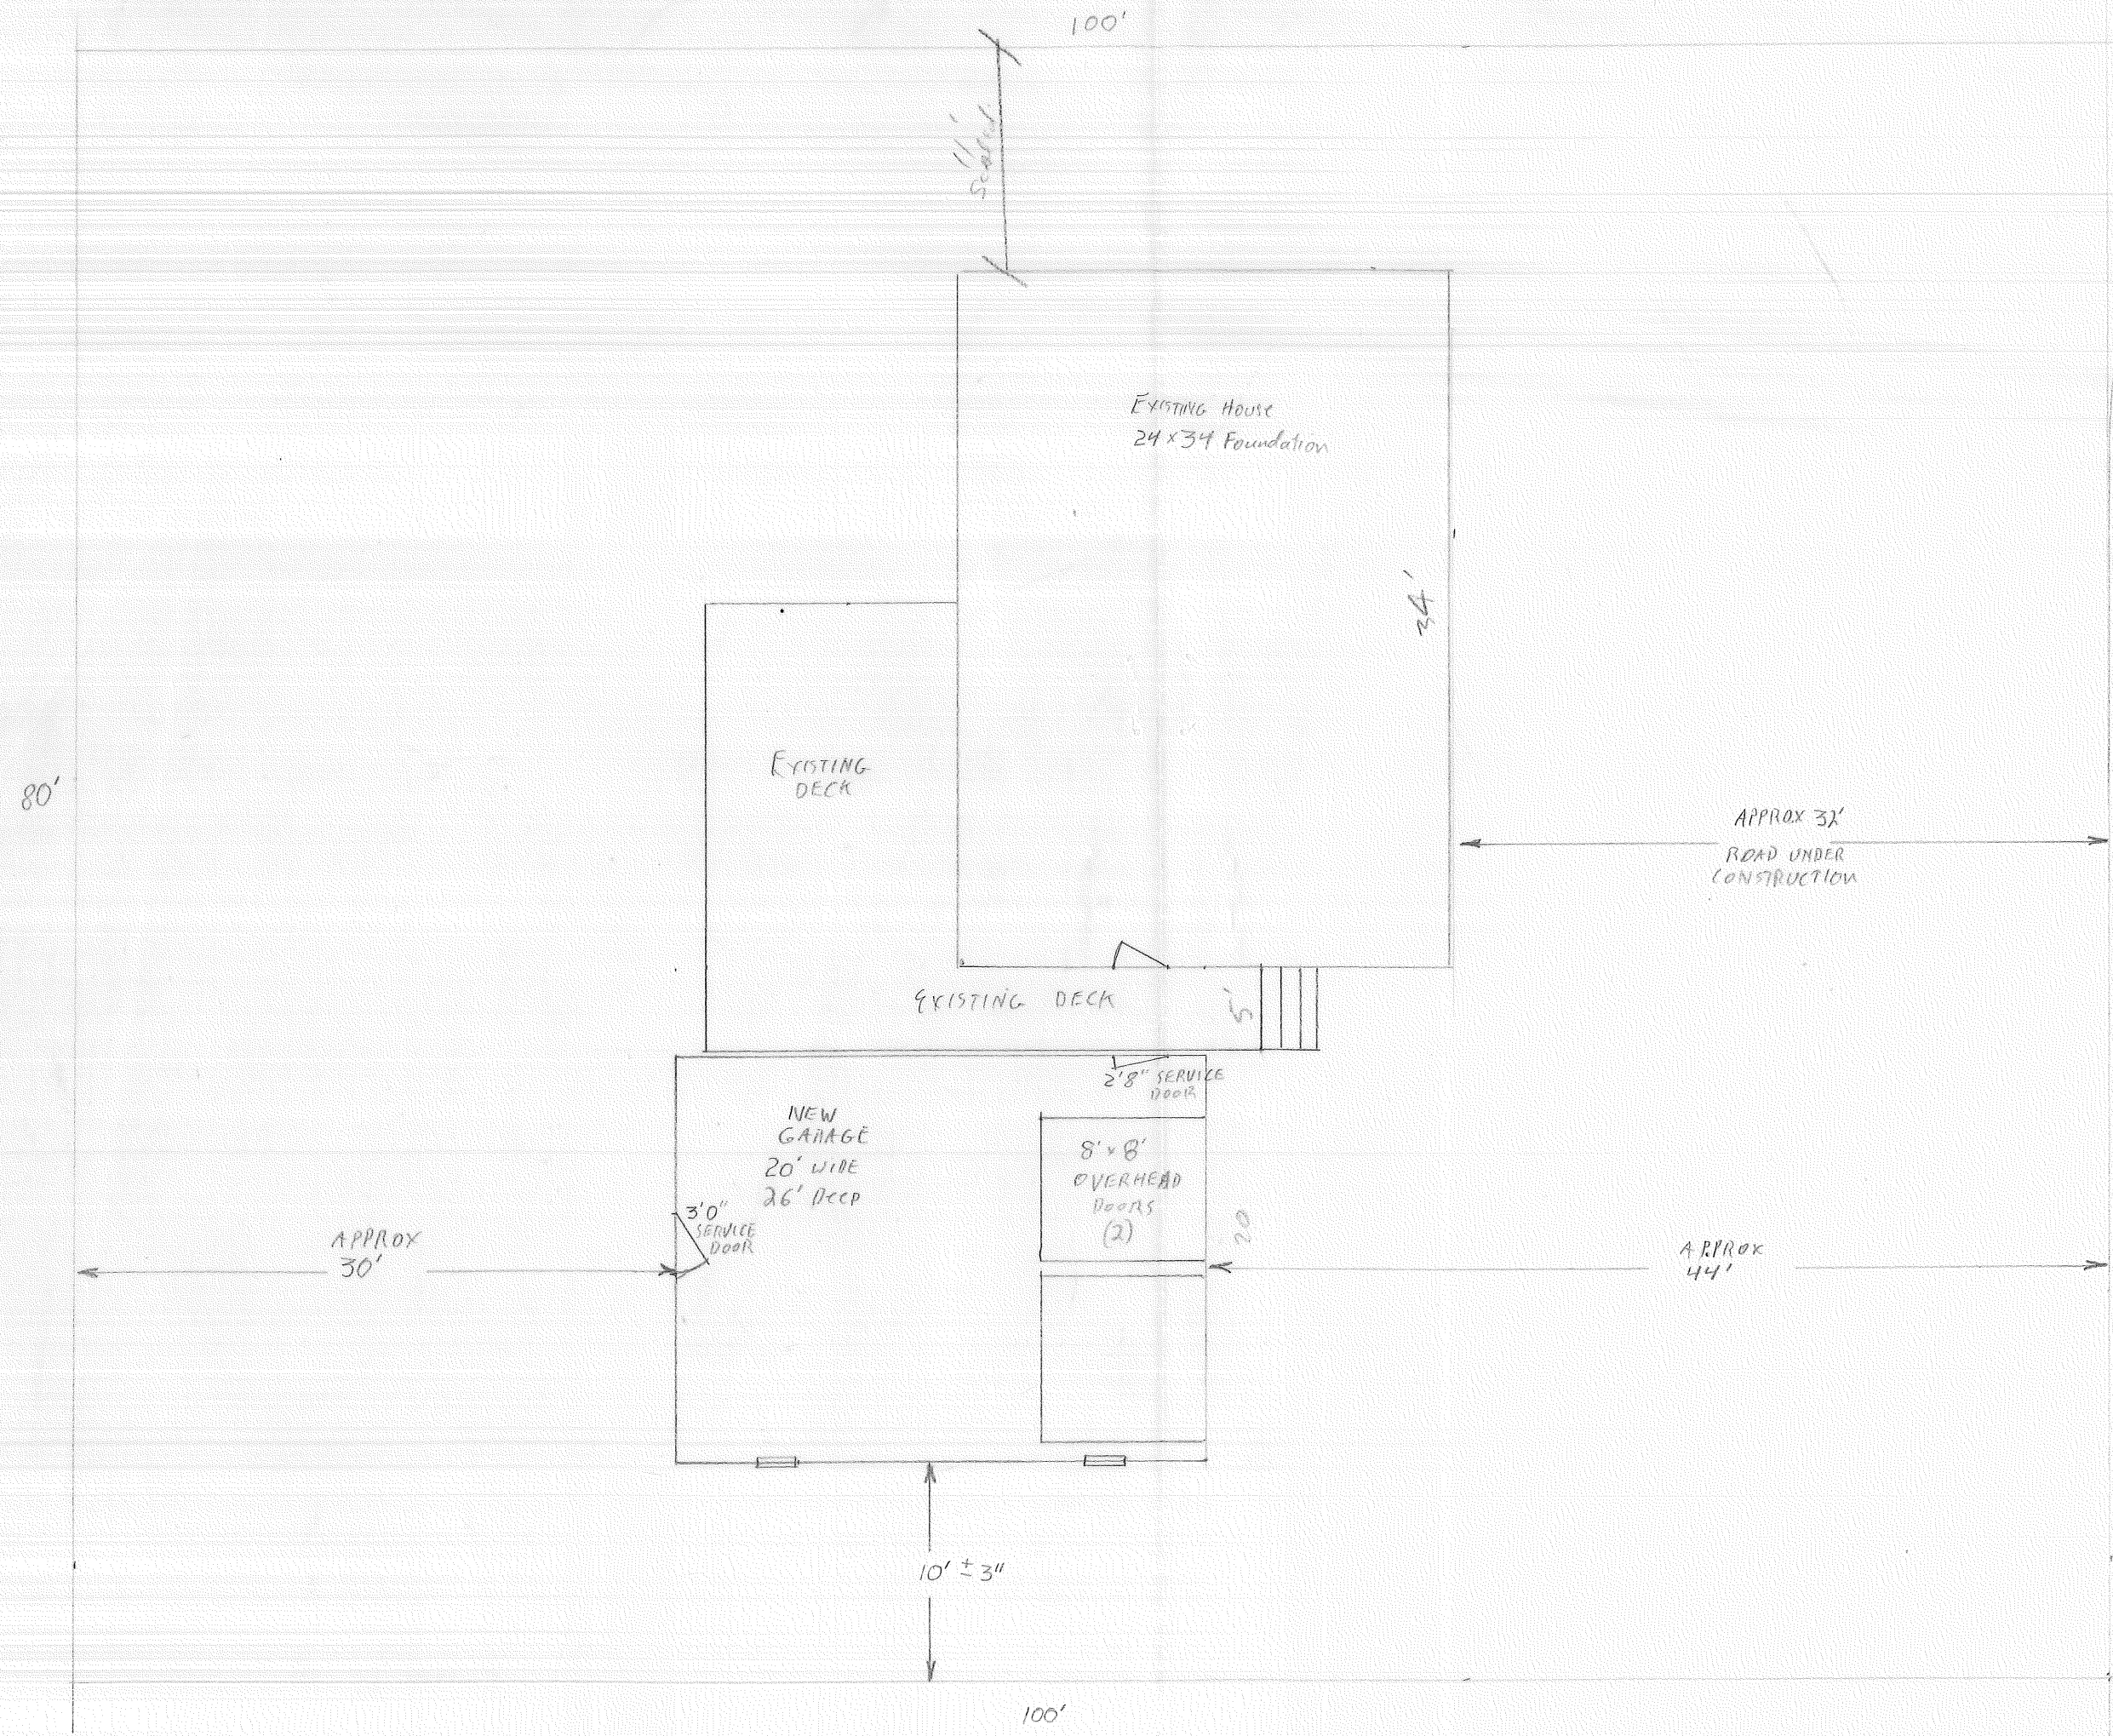 100'
11'
Scaled
EXISTING HOUSE
24 x 34 Foundation
34'
EXISTING
DECK
80'
APPROX 32'
ROAD UNDER
CONSTRUCTION
EXISTING DECK
5'
2'8" SERVICE
DOOR
NEW
GARAGE
20' WIDE
26' DEEP
8' x 8'
OVERHEAD
DOORS
(2)
3'0"
SERVICE
DOOR
20
APPROX
30'
APPROX
44'
10' ± 3"
100'